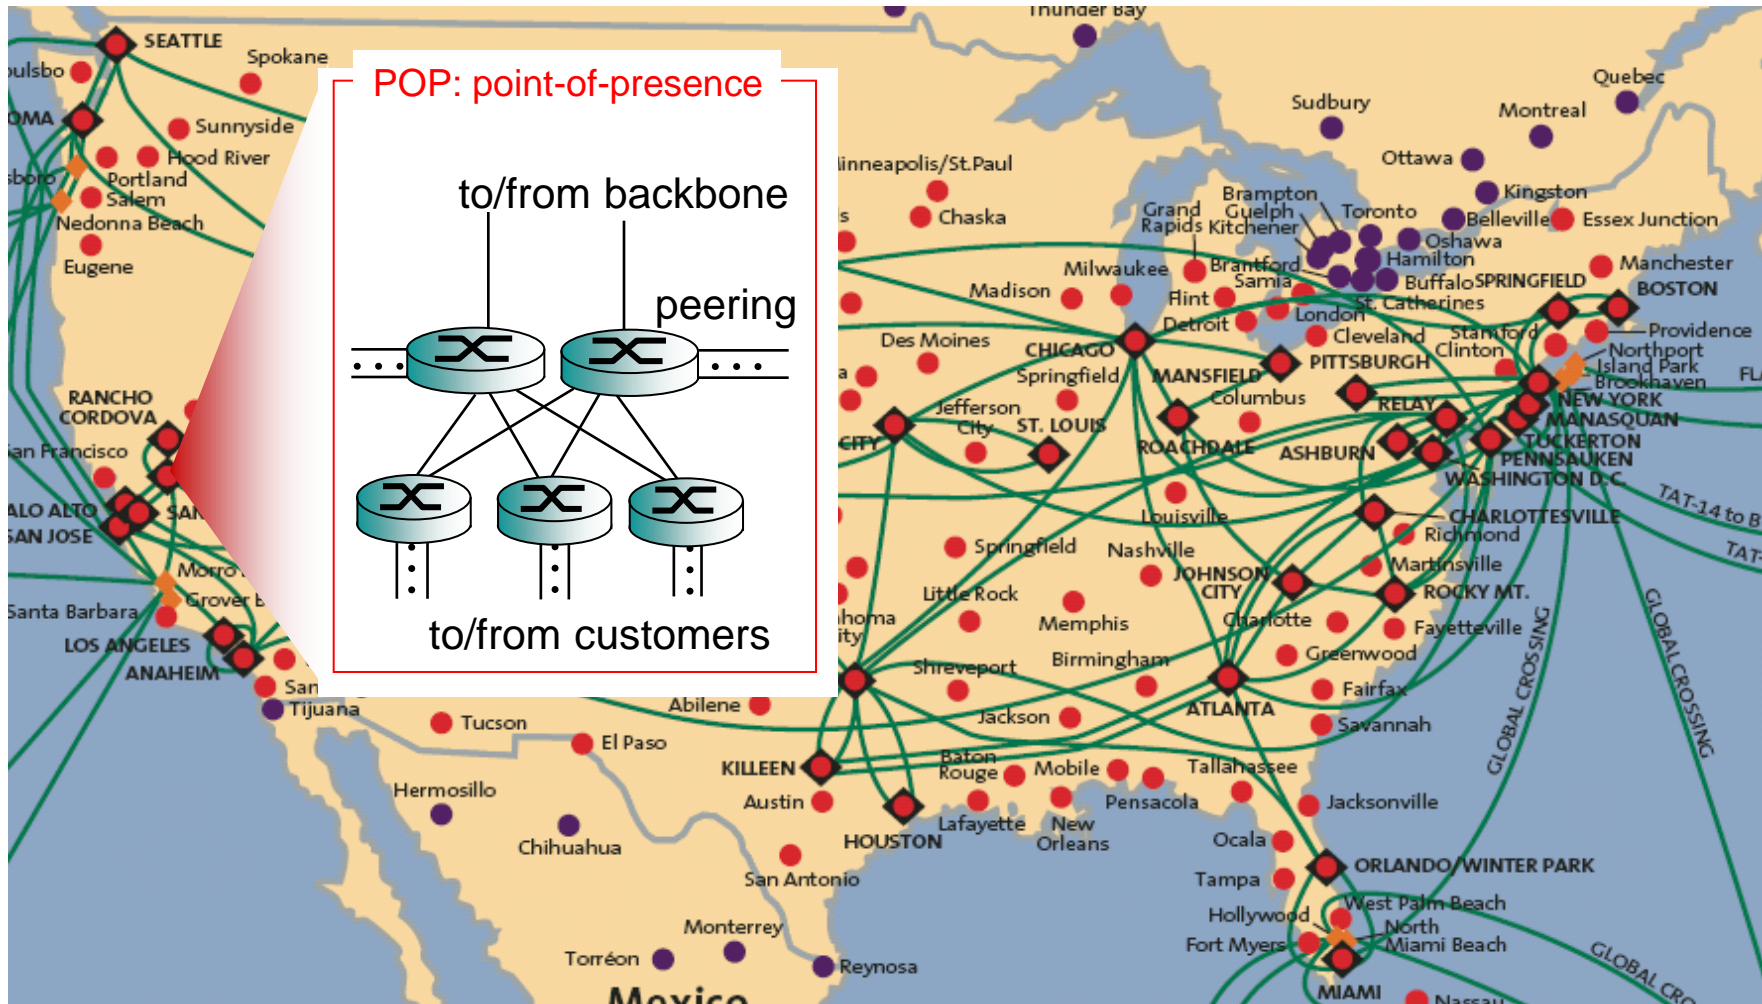 POP: point-of-presence
to/from backbone
peering
to/from customers
SEATTLE
Spokane
Sunnyside
Hood River
Portland
Salem
Nedonna Beach
Eugene
RANCHO
CORDOVA
SAN JOSE
Santa Barbara
LOS ANGELES
ANAHEIM
Tijuana
Tucson
El Paso
Hermosillo
Chihuahua
Monterrey
Torréon
Reynosa
Mexico
Abilene
KILLEEN
Austin
HOUSTON
San Antonio
Thunder Bay
Chaska
Madison
Milwaukee
Grand
Rapids
Des Moines
CHICAGO
Springfield
Jefferson
City
ST. LOUIS
CITY
Springfield
Little Rock
Shreveport
Jackson
Baton
Rouge
Lafayette
New
Orleans
Mobile
Pensacola
Tallahassee
Birmingham
Memphis
Nashville
Louisville
ROACHDALE
MANSFIELD
Columbus
Flint
Detroit
Sudbury
Brampton
Guelph
Kitchener
Brantford
Sarnia
London
Toronto
Oshawa
Hamilton
Buffalo
St. Catherines
Cleveland
Quebec
Montreal
Ottawa
Kingston
Belleville
Essex Junction
Manchester
SPRINGFIELD
BOSTON
Providence
Stamford
Clinton
Northport
Island Park
Brookhaven
NEW YORK
MANASQUAN
TUCKERTON
PENNSAUKEN
WASHINGTON D.C.
PITTSBURGH
RELAY
ASHBURN
CHARLOTTESVILLE
Richmond
Martinsville
JOHNSON
CITY
ROCKY MT.
Charlotte
Fayetteville
Greenwood
Fairfax
Savannah
ATLANTA
Jacksonville
Ocala
ORLANDO/WINTER PARK
Tampa
West Palm Beach
Hollywood
North
Miami Beach
Fort Myers
MIAMI
Nassau
GLOBAL CROSSING
GLOBAL CROSSING
TAT-14 to